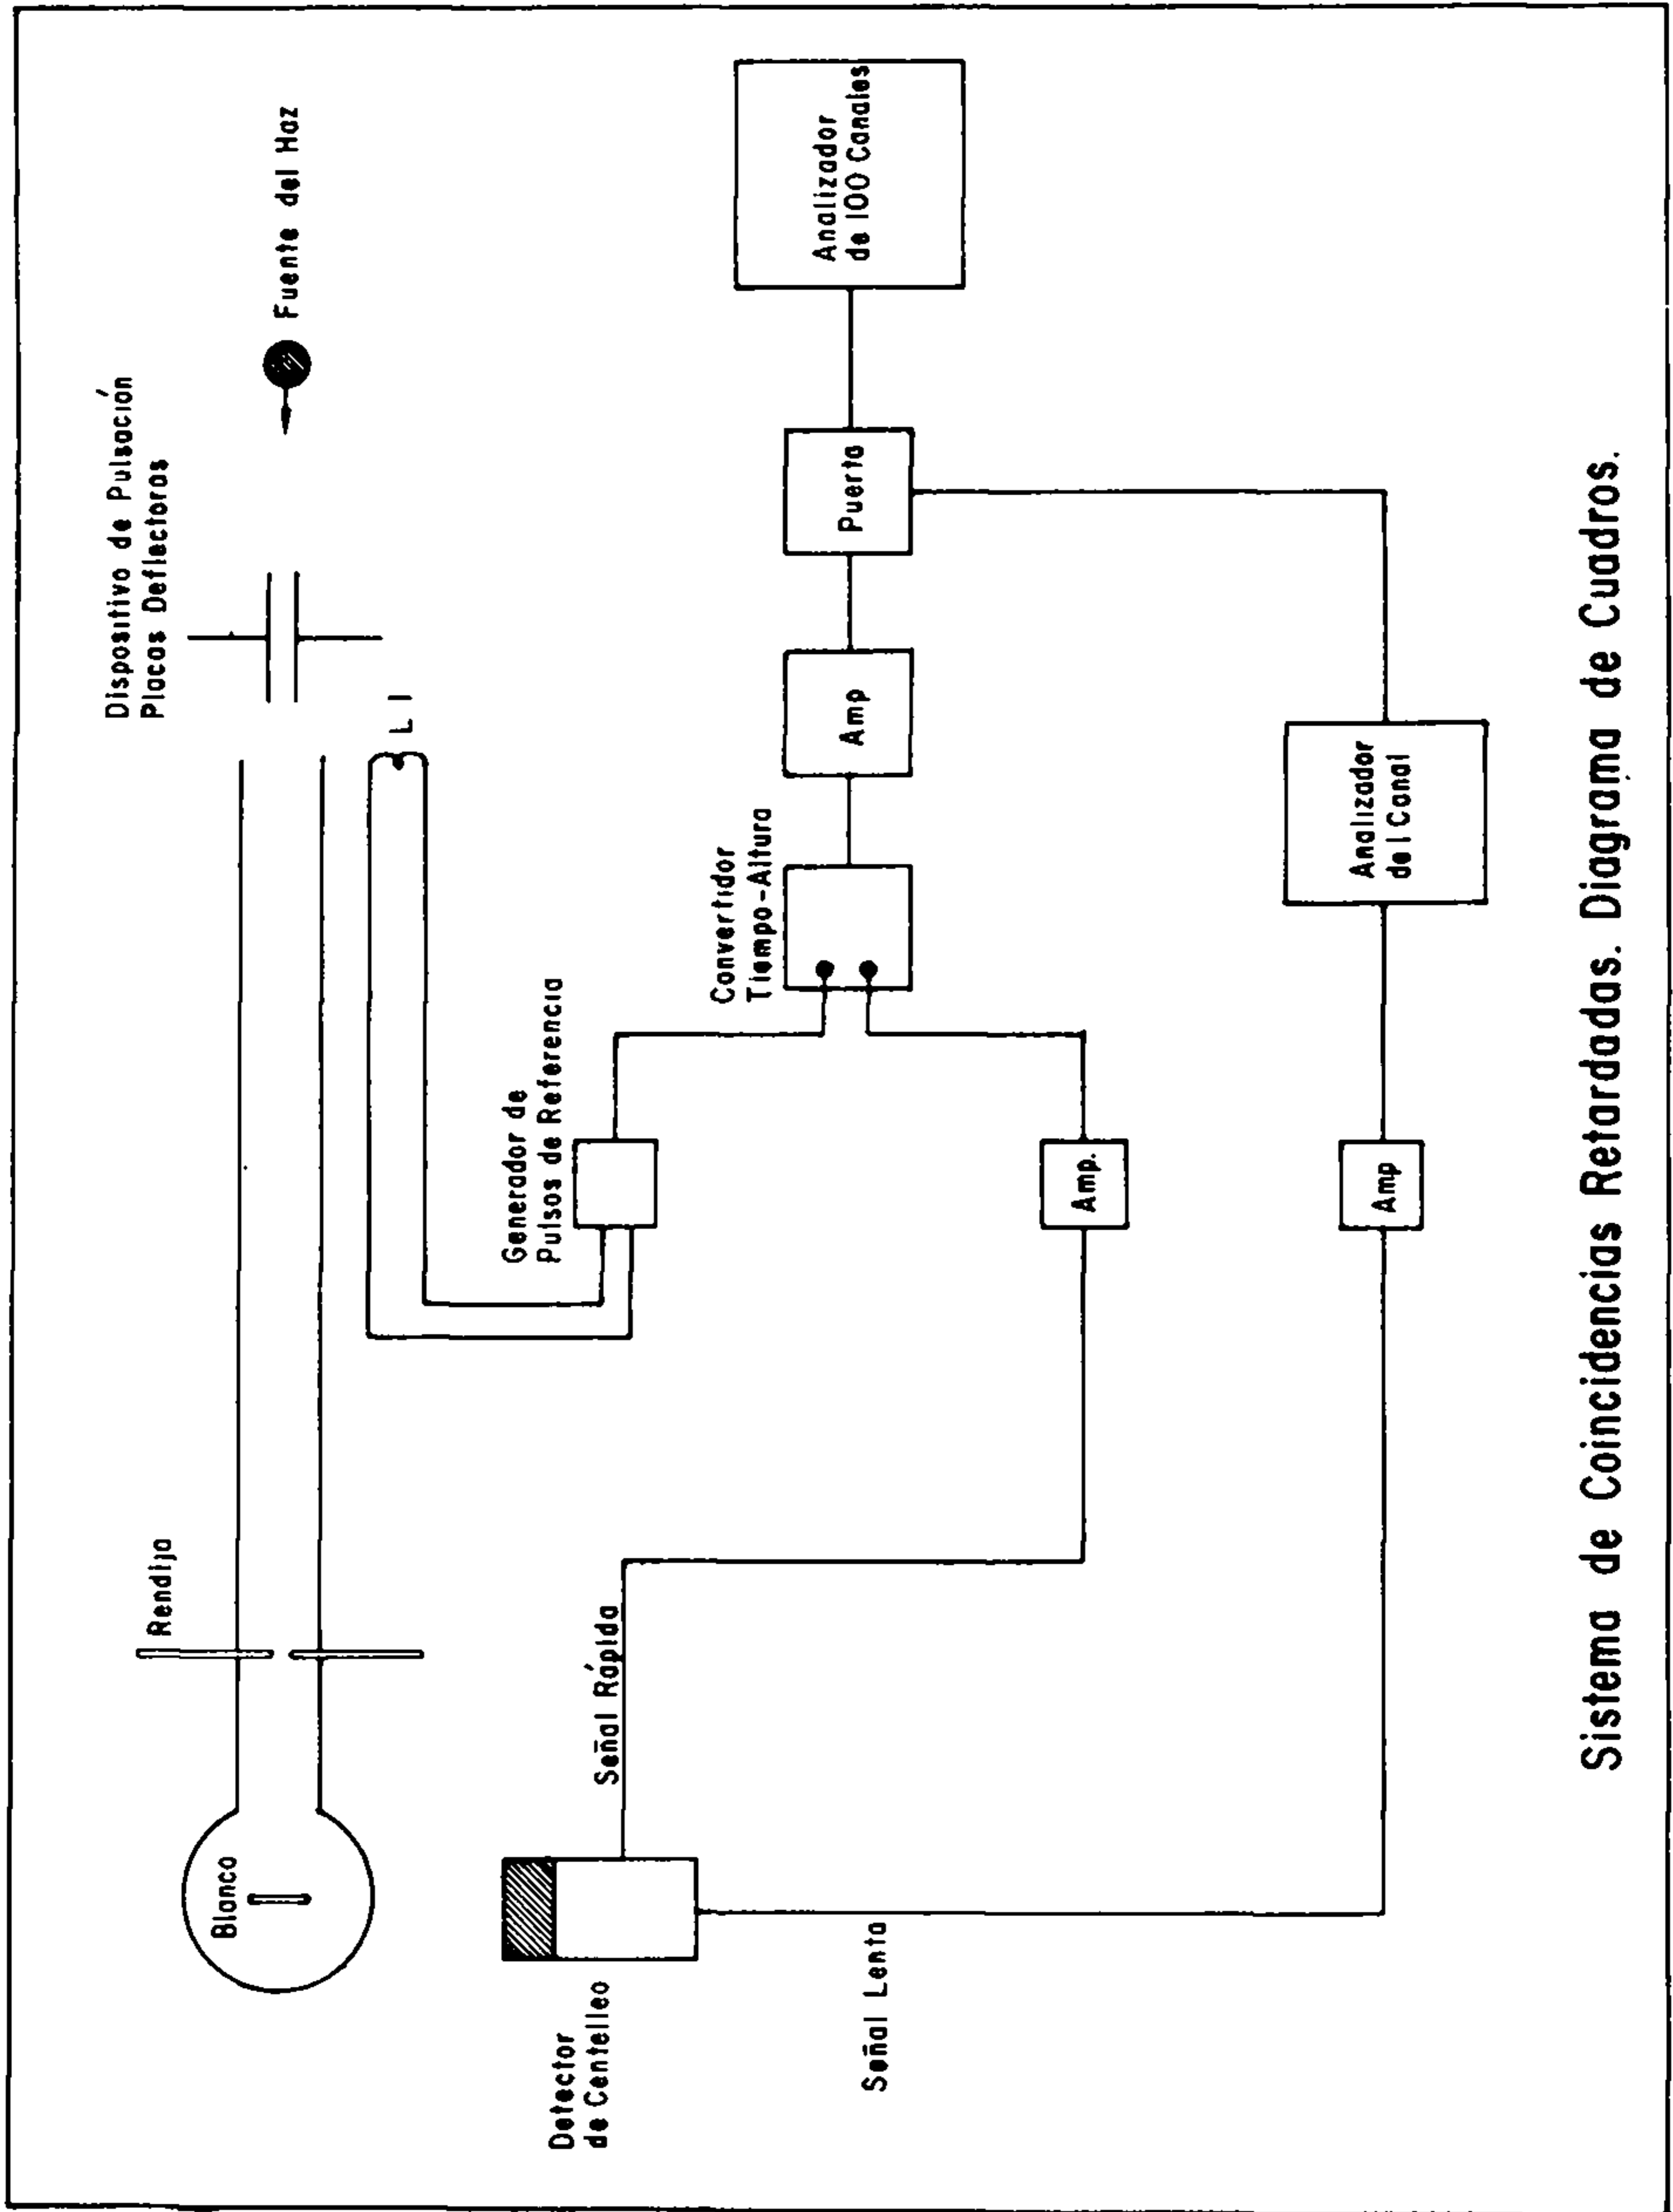 Dispositivo de Pulsación
Placas Deflectoras
Fuente del Haz
Rendija
Blanco
L I
Generador de
Pulsos de Referencia
Detector
de Centelleo
Señal Rápida
Convertidor
Tiempo-Altura
Amp
Puerta
Analizador
de 100 Canales
Señal Lenta
Amp.
Amp
Analizador
de 1 Canal
Sistema de Coincidencias Retardadas. Diagrama de Cuadros.